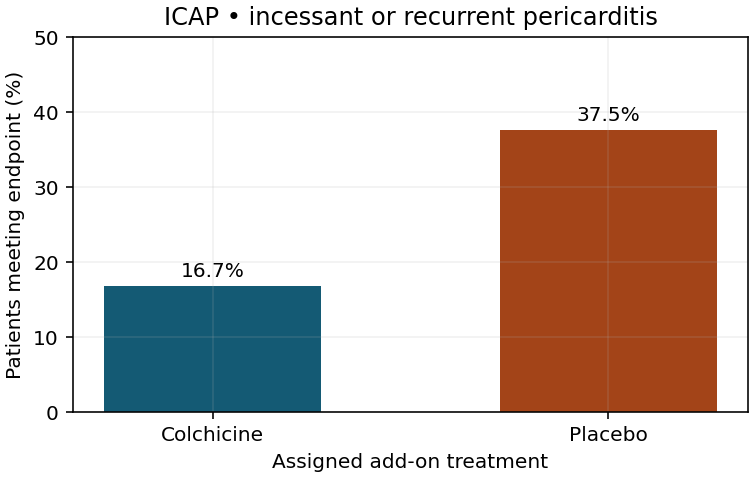 ICAP • incessant or recurrent pericarditis
Patients meeting endpoint (%)
50
40
30
20
10
0
16.7%
37.5%
Colchicine
Placebo
Assigned add-on treatment